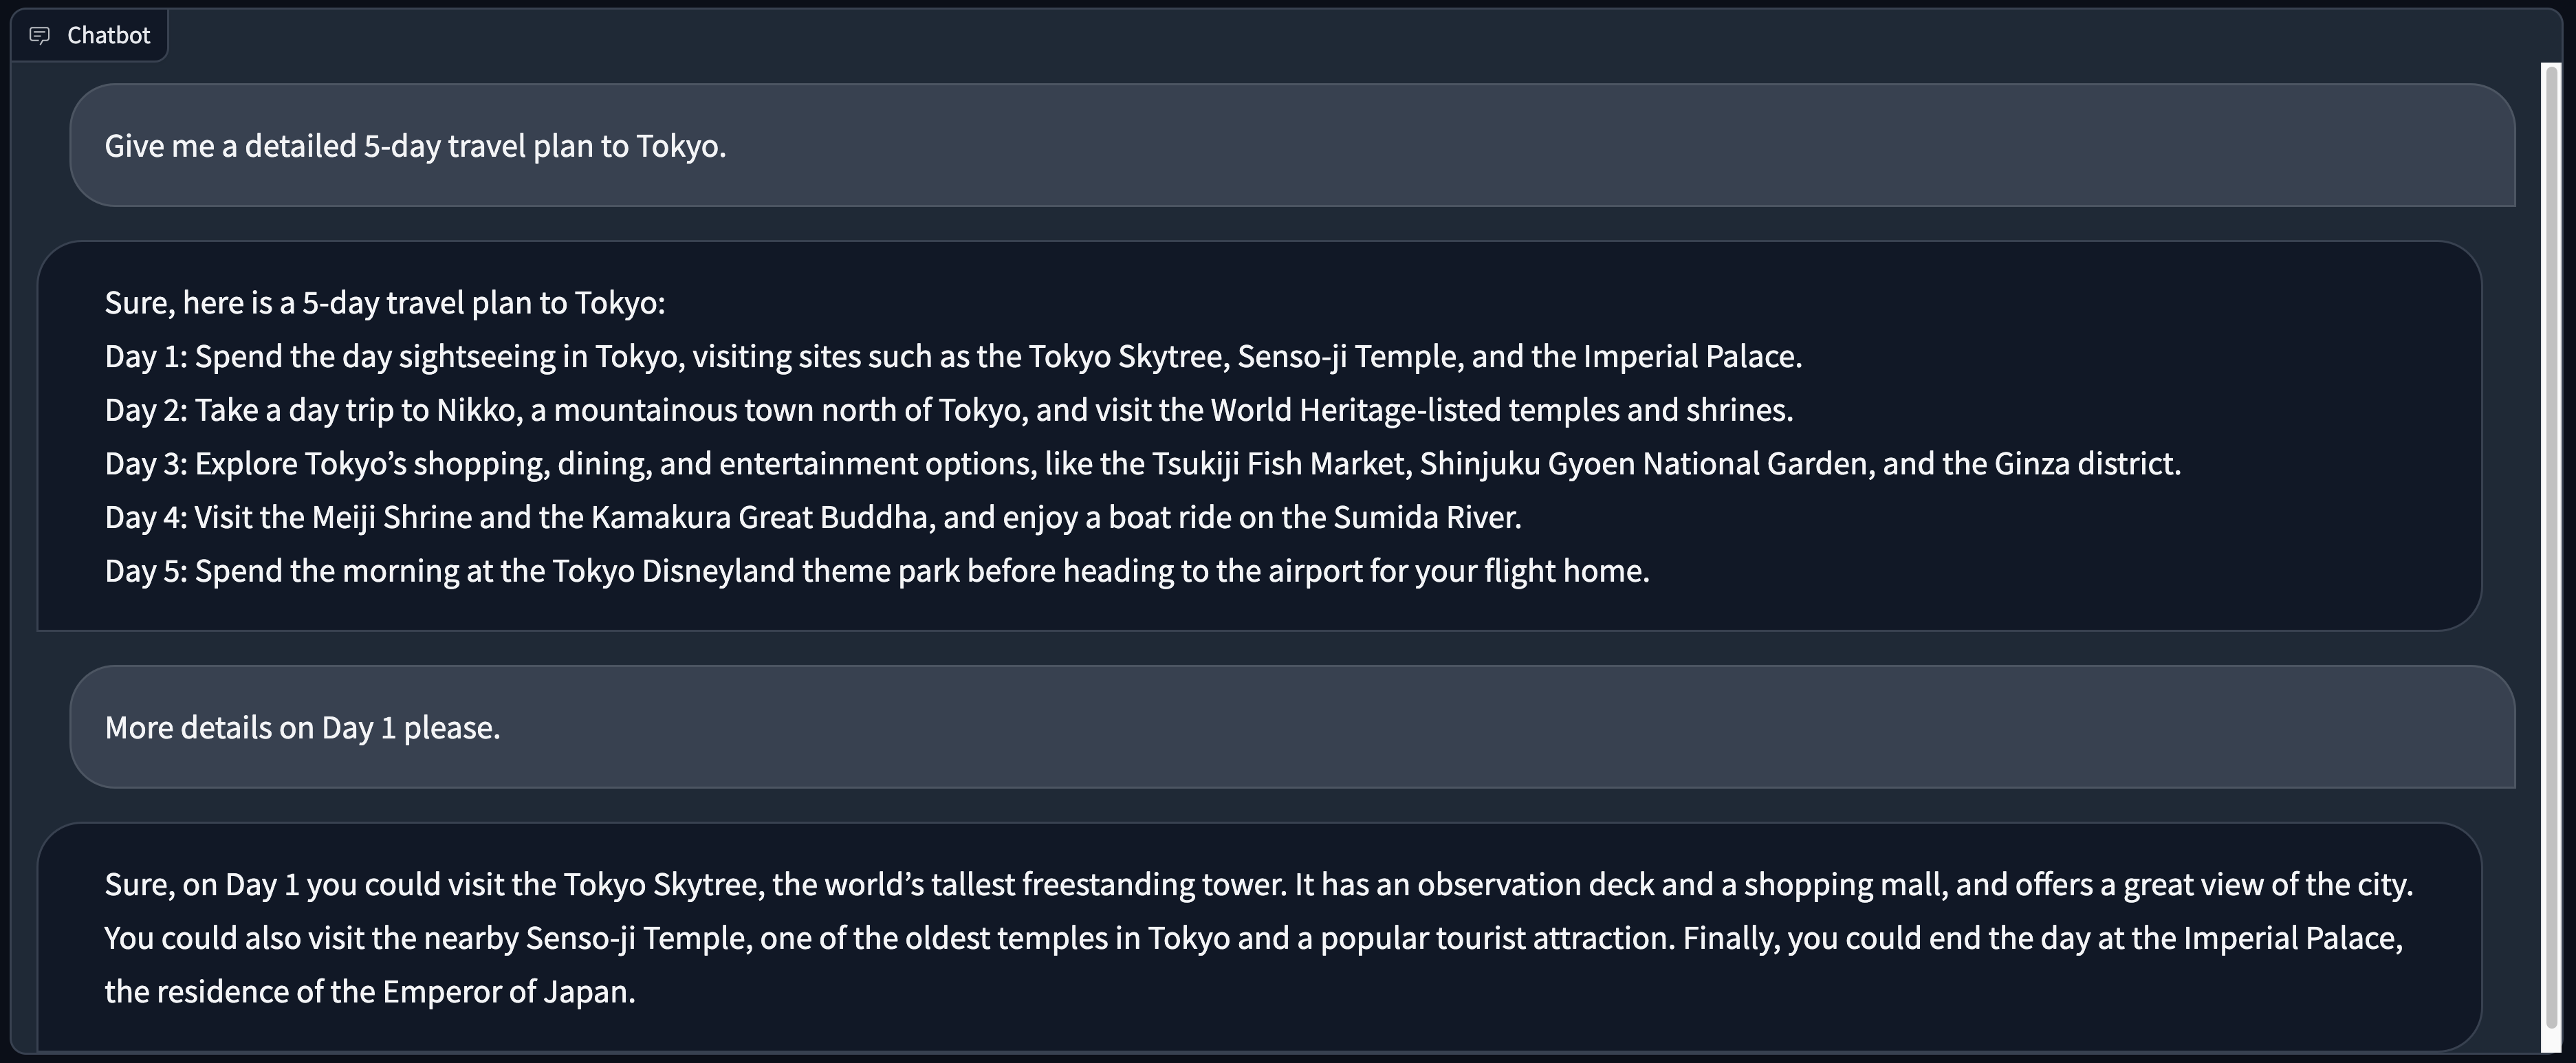 Chatbot
Give me a detailed 5-day travel plan to Tokyo.
Sure, here is a 5-day travel plan to Tokyo:
Day 1: Spend the day sightseeing in Tokyo, visiting sites such as the Tokyo Skytree, Senso-ji Temple, and the Imperial Palace.
Day 2: Take a day trip to Nikko, a mountainous town north of Tokyo, and visit the World Heritage-listed temples and shrines.
Day 3: Explore Tokyo’s shopping, dining, and entertainment options, like the Tsukiji Fish Market, Shinjuku Gyoen National Garden, and the Ginza district.
Day 4: Visit the Meiji Shrine and the Kamakura Great Buddha, and enjoy a boat ride on the Sumida River.
Day 5: Spend the morning at the Tokyo Disneyland theme park before heading to the airport for your flight home.
More details on Day 1 please.
Sure, on Day 1 you could visit the Tokyo Skytree, the world’s tallest freestanding tower. It has an observation deck and a shopping mall, and offers a great view of the city.
You could also visit the nearby Senso-ji Temple, one of the oldest temples in Tokyo and a popular tourist attraction. Finally, you could end the day at the Imperial Palace,
the residence of the Emperor of Japan.